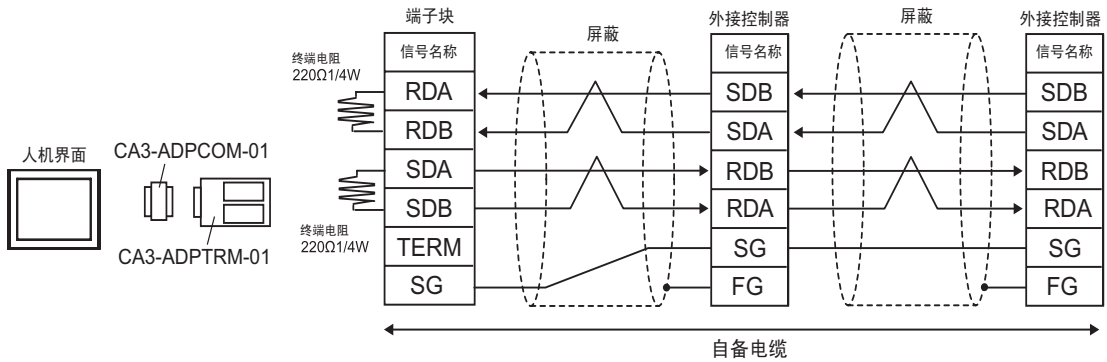 端子块
屏蔽
外接控制器
屏蔽
外接控制器
终端电阻
220Ω1/4W
信号名称
RDA
RDB
SDA
SDB
TERM
SG
终端电阻
220Ω1/4W
人机界面
CA3-ADPCOM-01
CA3-ADPTRM-01
信号名称
SDB
SDA
RDB
RDA
SG
FG
信号名称
SDB
SDA
RDB
RDA
SG
FG
自备电缆